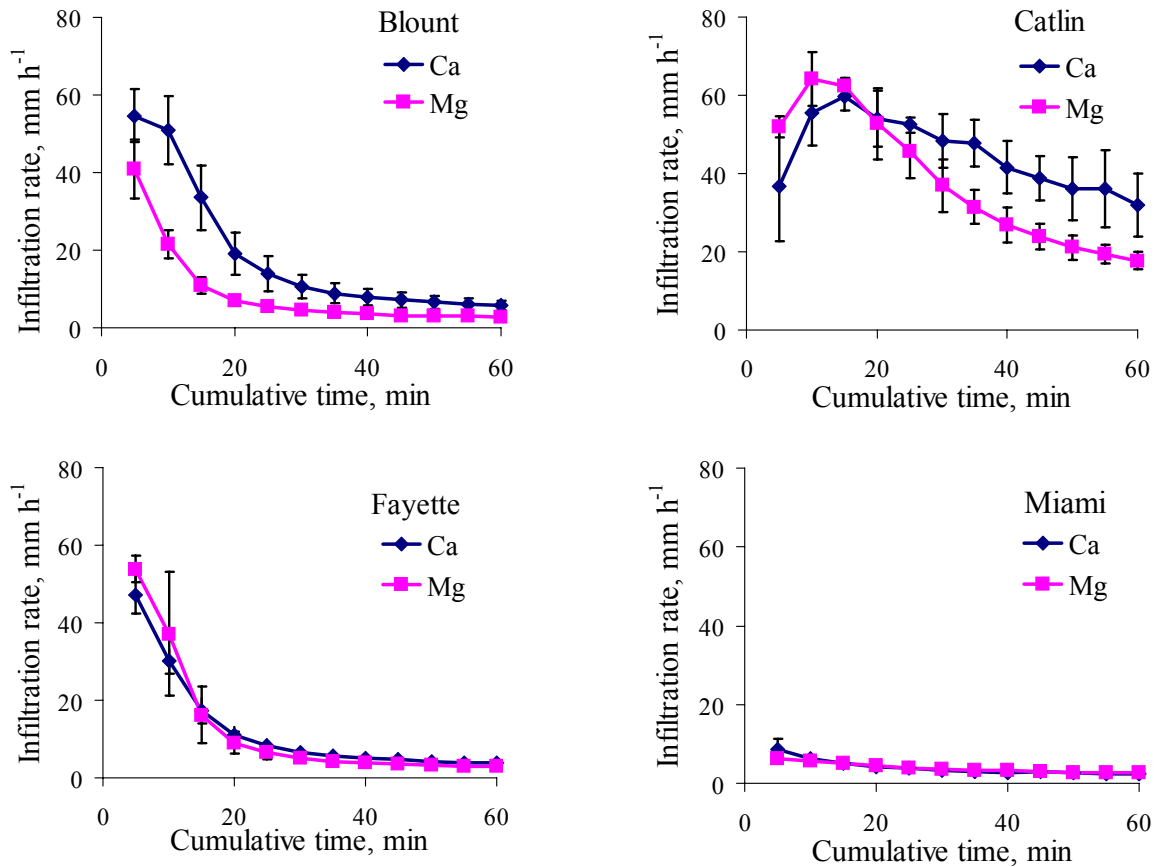 Blount
Ca
Mg
Infiltration rate, mm h-1
80
60
40
20
0
0 20 40 60
Cumulative time, min
Catlin
Ca
Mg
Infiltration rate, mm h-1
80
60
40
20
0
0 20 40 60
Cumulative time, min
Fayette
Ca
Mg
Infiltration rate, mm h-1
80
60
40
20
0
0 20 40 60
Cumulative time, min
Miami
Ca
Mg
Infiltration rate, mm h-1
80
60
40
20
0
0 20 40 60
Cumulative time, min